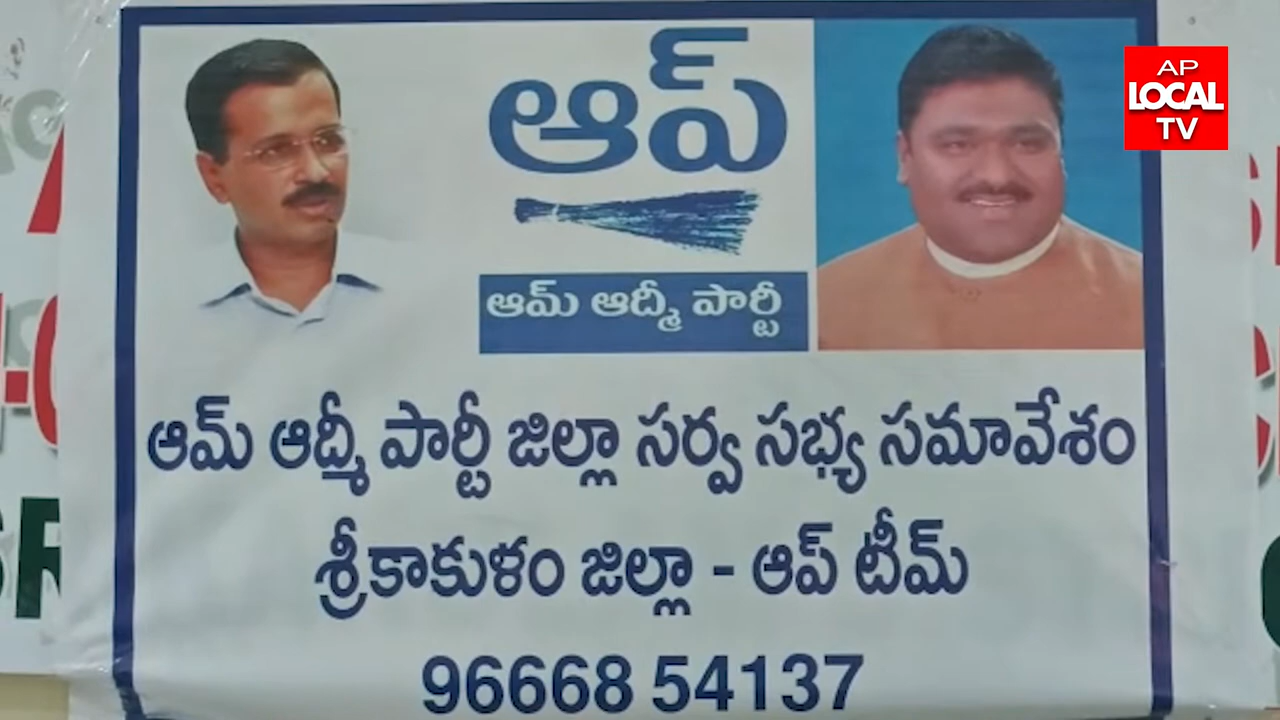 ఆప్
AP
LOCAL
TV
ఆమ్ ఆద్మీ పార్టీ
ఆమ్ ఆద్మీ పార్టీ జిల్లా సర్వ సభ్య సమావేశం
శ్రీకాకుళం జిల్లా - ఆప్ టీమ్
96668 54137